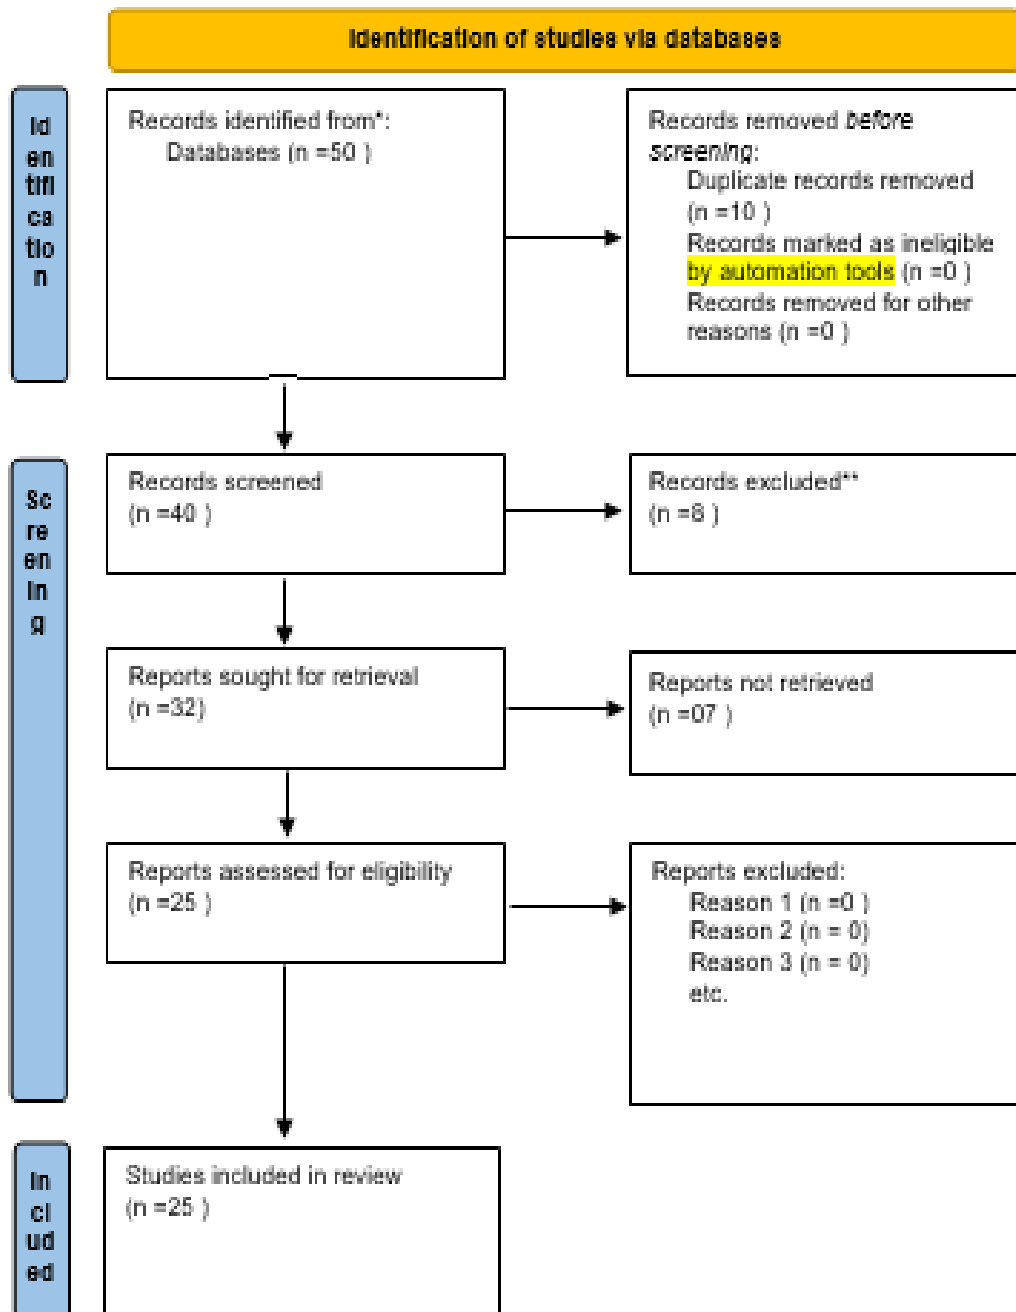 Identification of studies via databases
Id
en
tifi
ca
tio
n
Records identified from*:
Databases (n =50 )
Records removed before
screening:
Duplicate records removed
(n =10 )
Records marked as ineligible
by automation tools (n =0 )
Records removed for other
reasons (n =0 )
Sc
re
en
in
g
Records screened
(n =40 )
Records excluded**
(n =8 )
Reports sought for retrieval
(n =32)
Reports not retrieved
(n =07 )
Reports assessed for eligibility
(n =25 )
Reports excluded:
Reason 1 (n =0 )
Reason 2 (n = 0)
Reason 3 (n = 0)
etc.
In
cl
ud
ed
Studies included in review
(n =25 )